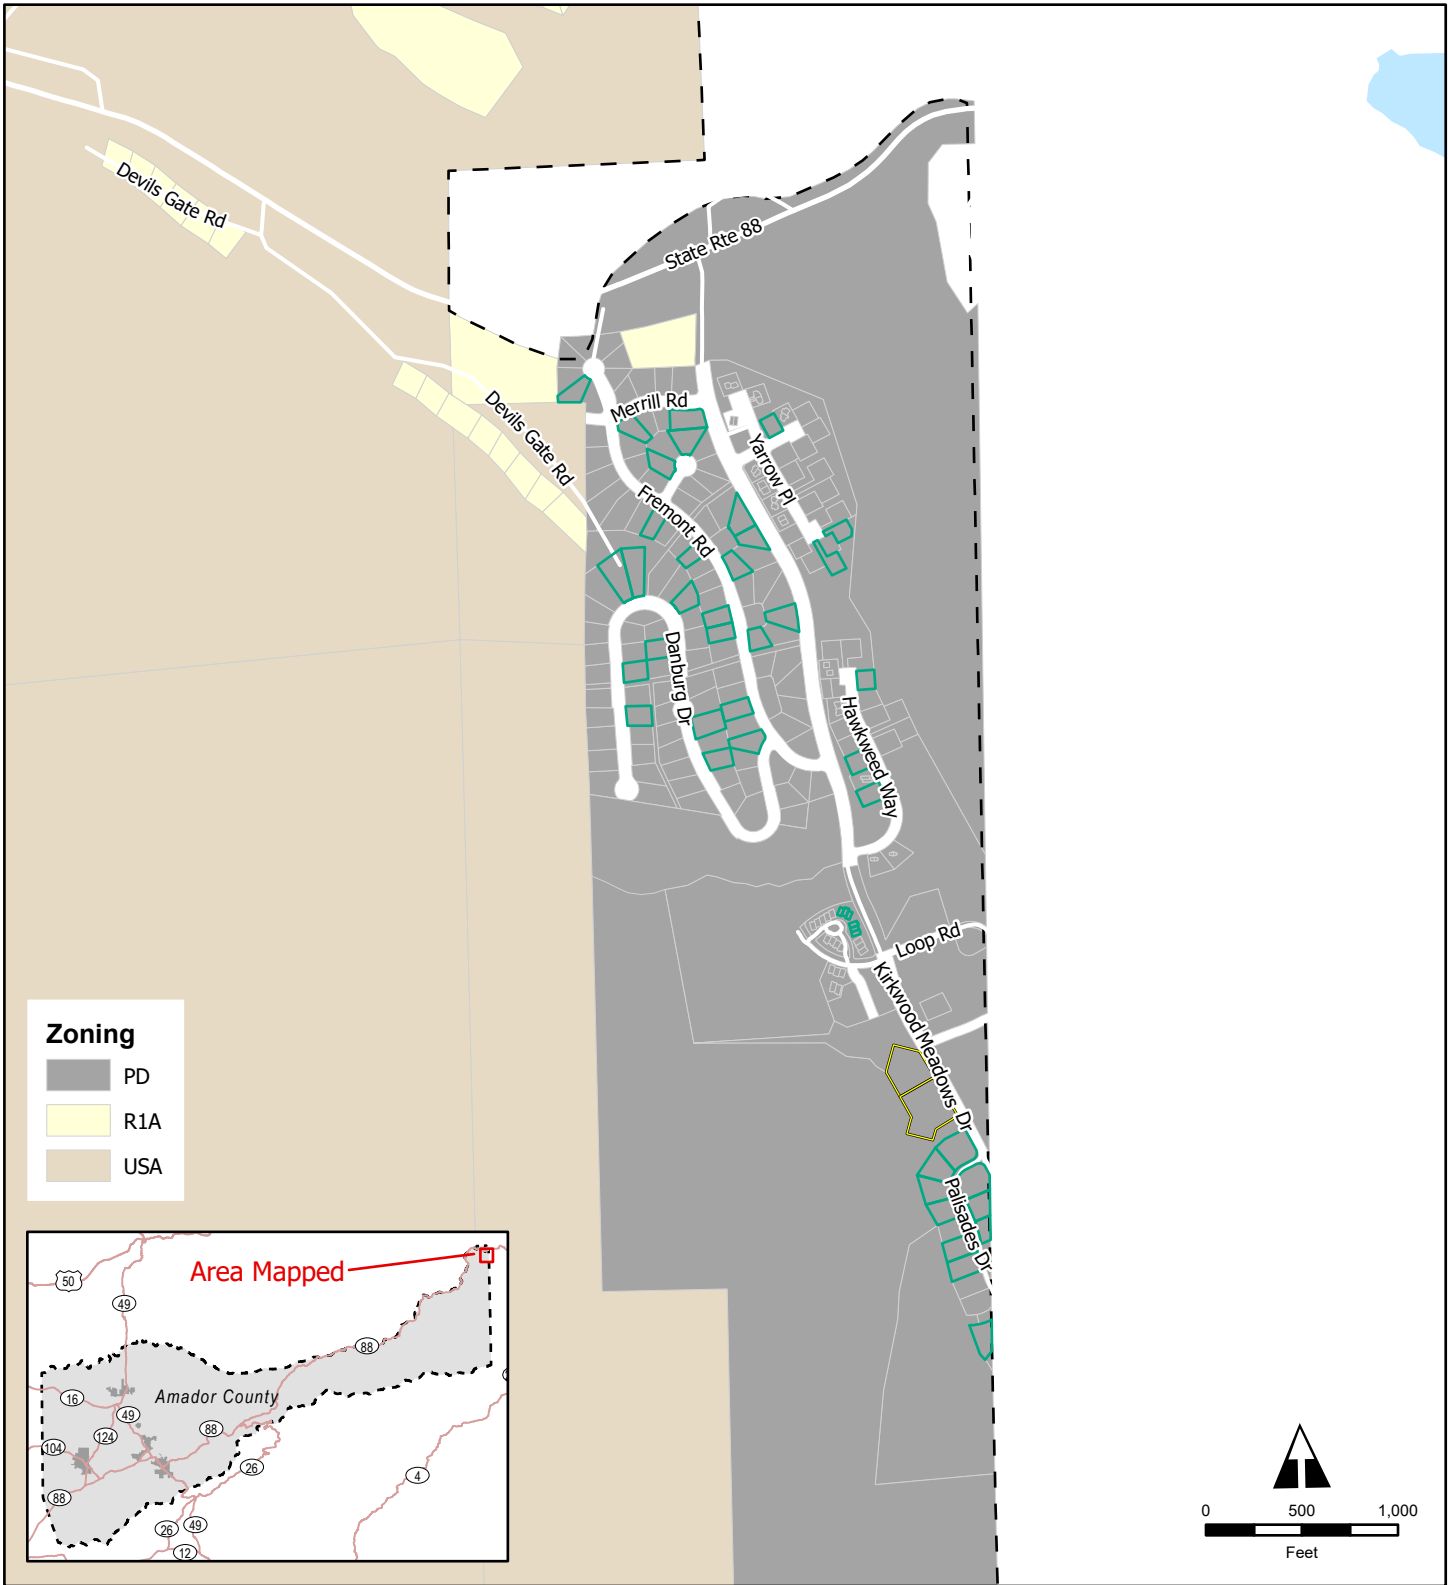 Devils Gate Rd
State Rte 88
Merrill Rd
Devils Gate Rd
Yarrow Pl
Fremont Rd
Danburg Dr
Hawkweed Way
Loop Rd
Kirkwood Meadows Dr
Palisades Dr
Zoning
PD
R1A
USA
Area Mapped
50
49
88
16
Amador County
49
88
124
104
26
4
88
26
49
12
0 500 1,000
Feet